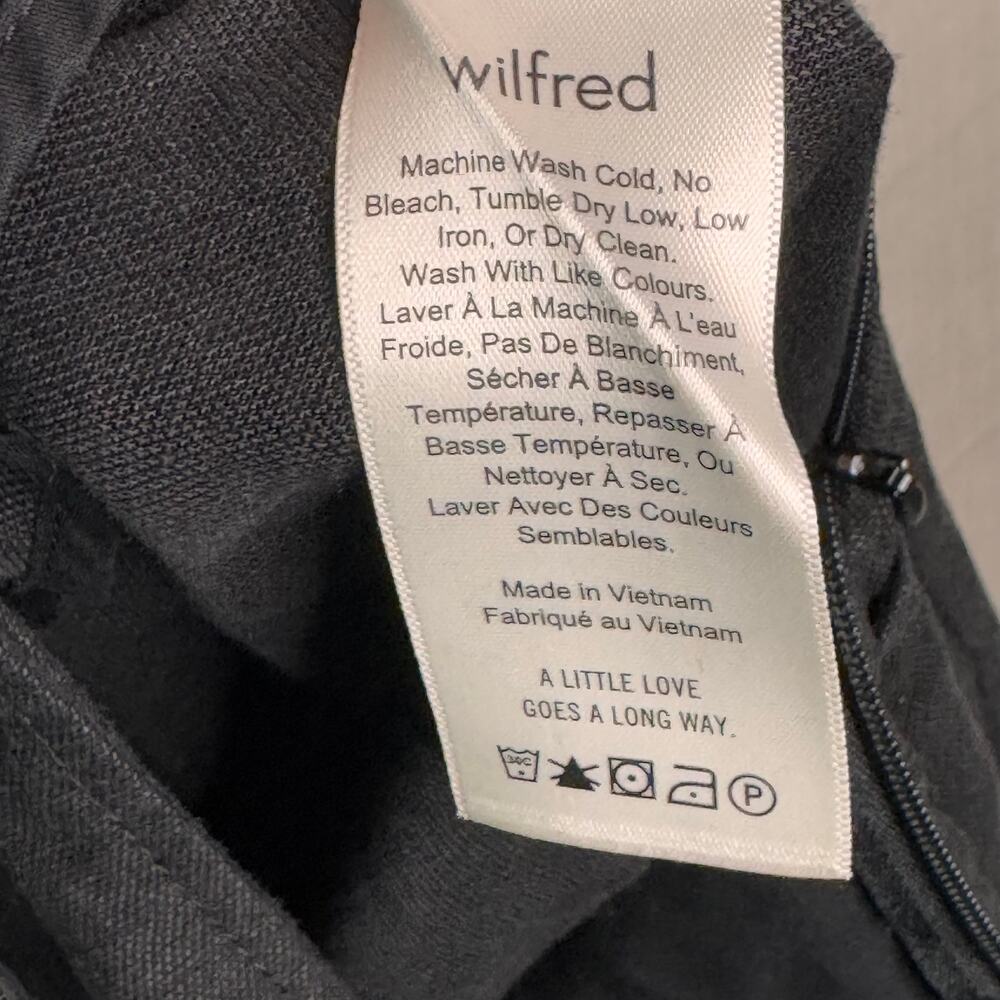 wilfred
Machine Wash Cold, No
Bleach, Tumble Dry Low, Low
Iron, Or Dry Clean.
Wash With Like Colours.
Laver À La Machine À L'eau
Froide, Pas De Blanchiment,
Sécher À Basse
Température, Repasser À
Basse Température, Ou
Nettoyer À Sec.
Laver Avec Des Couleurs
Semblables.
Made in Vietnam
Fabriqué au Vietnam
A LITTLE LOVE
GOES A LONG WAY.
30C P